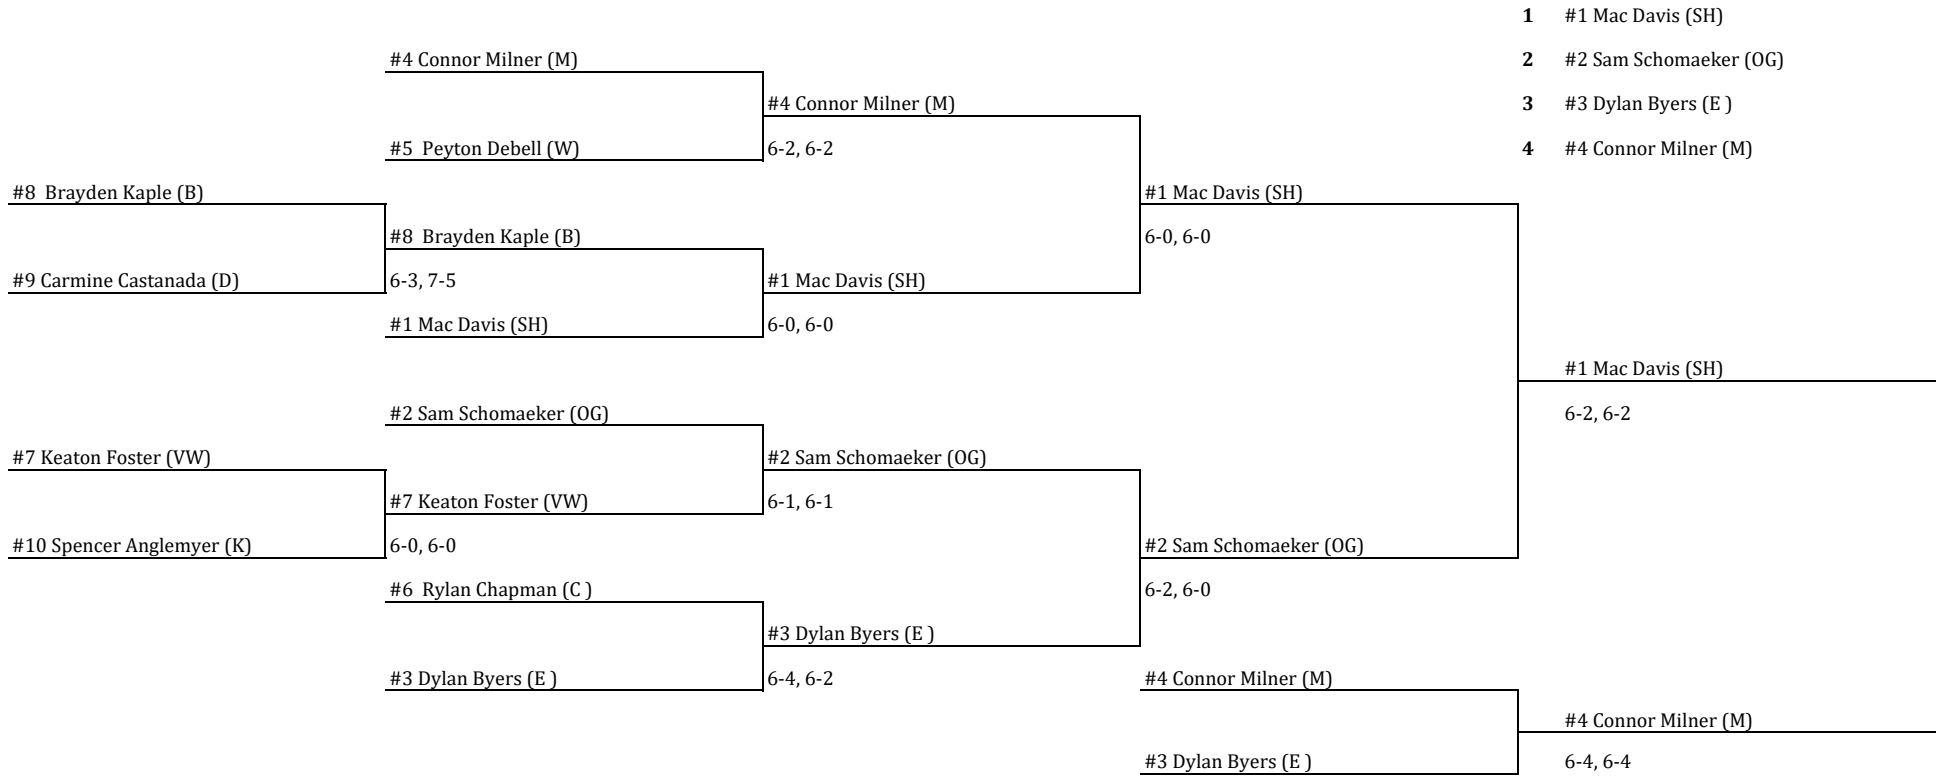 1 #1 Mac Davis (SH)
#4 Connor Milner (M)
2 #2 Sam Schomaeker (OG)
#4 Connor Milner (M)
3 #3 Dylan Byers (E )
#5  Peyton Debell (W)
6-2, 6-2
4 #4 Connor Milner (M)
#8  Brayden Kaple (B)
#1 Mac Davis (SH)
#8  Brayden Kaple (B)
6-0, 6-0
#9 Carmine Castanada (D)
6-3, 7-5
#1 Mac Davis (SH)
#1 Mac Davis (SH)
6-0, 6-0
#1 Mac Davis (SH)
#2 Sam Schomaeker (OG)
6-2, 6-2
#7 Keaton Foster (VW)
#2 Sam Schomaeker (OG)
#7 Keaton Foster (VW)
6-1, 6-1
#10 Spencer Anglemyer (K)
6-0, 6-0
#2 Sam Schomaeker (OG)
#6  Rylan Chapman (C )
6-2, 6-0
#3 Dylan Byers (E )
#3 Dylan Byers (E )
6-4, 6-2
#4 Connor Milner (M)
#4 Connor Milner (M)
#3 Dylan Byers (E )
6-4, 6-4